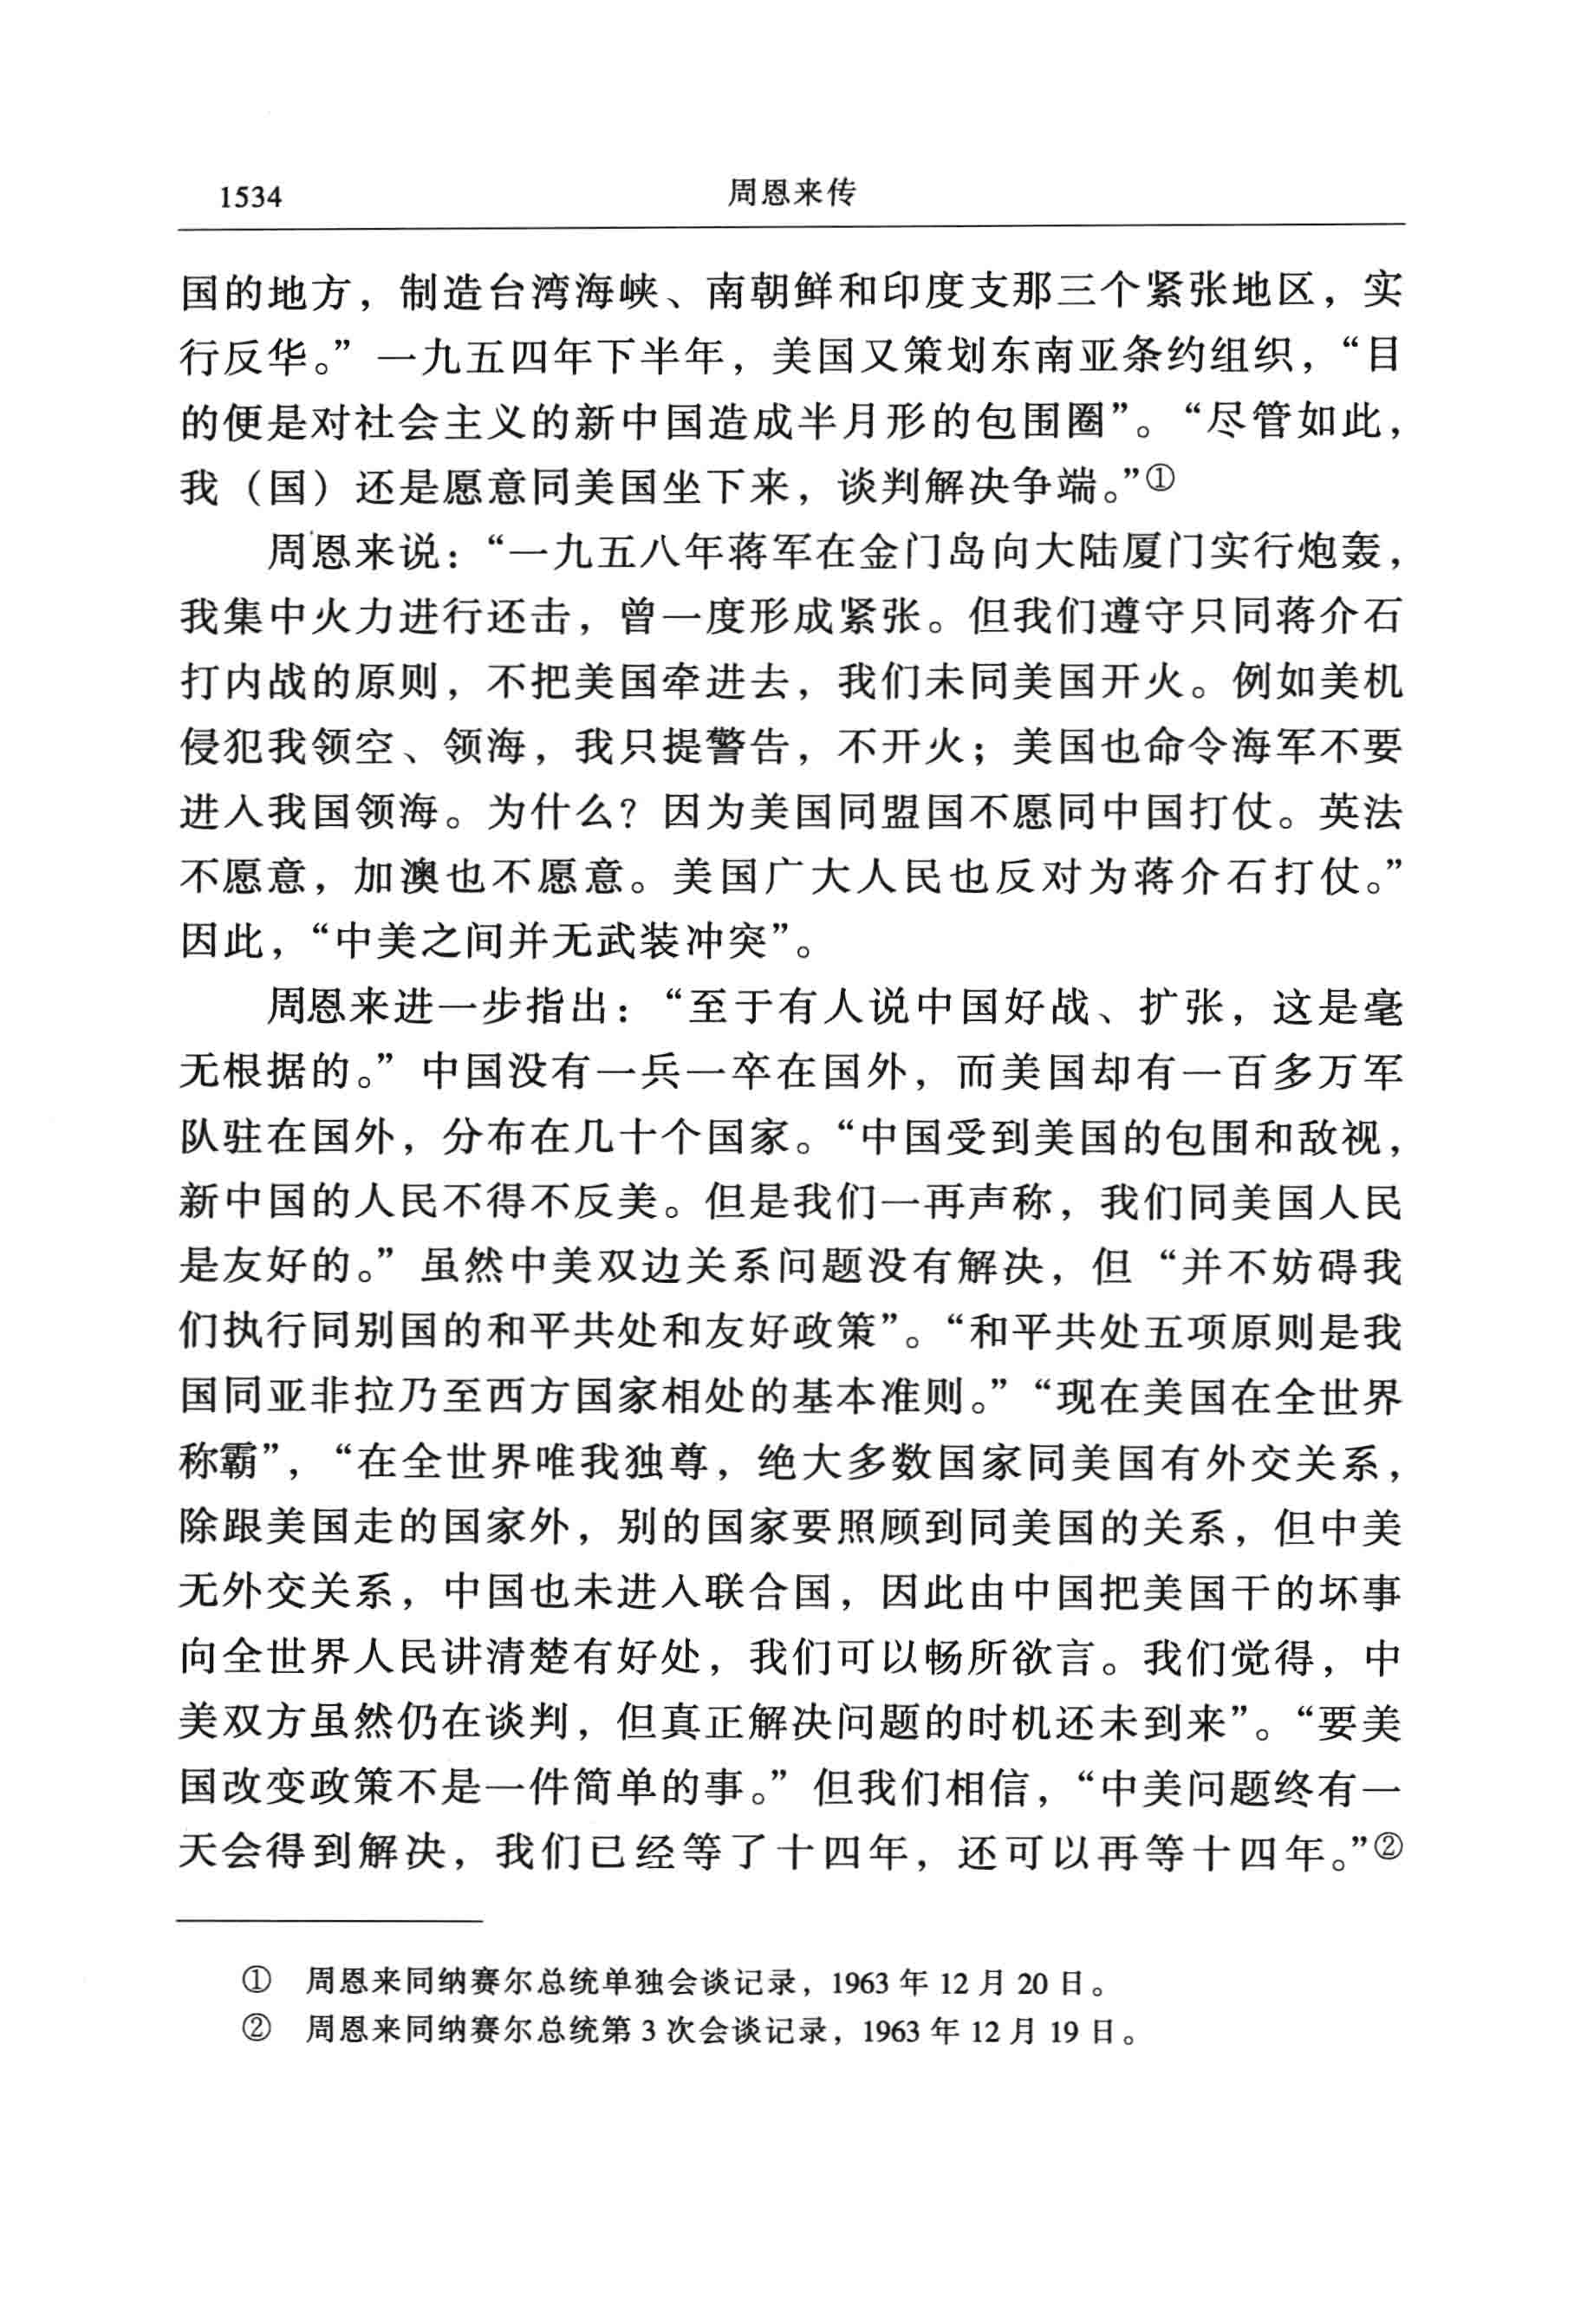 1534
周恩来传
国的地方，制造台湾海峡、南朝鲜和印度支那三个紧张地区，实
行反华。”一九五四年下半年，美国又策划东南亚条约组织，“目
的便是对社会主义的新中国造成半月形的包围圈”。“尽管如此，
我（国）还是愿意同美国坐下来，谈判解决争端。”①
周恩来说：“一九五八年蒋军在金门岛向大陆厦门实行炮轰，
我集中火力进行还击，曾一度形成紧张。但我们遵守只同蒋介石
打内战的原则，不把美国牵进去，我们未同美国开火。例如美机
侵犯我领空、领海，我只提警告，不开火；美国也命令海军不要
进入我国领海。为什么？因为美国同盟国不愿同中国打仗。英法
不愿意，加澳也不愿意。美国广大人民也反对为蒋介石打仗。”
因此，“中美之间并无武装冲突”。
周恩来进一步指出：“至于有人说中国好战、扩张，这是毫
无根据的。”中国没有一兵一卒在国外，而美国却有一百多万军
队驻在国外，分布在几十个国家。“中国受到美国的包围和敌视，
新中国的人民不得不反美。但是我们一再声称，我们同美国人民
是友好的。”虽然中美双边关系问题没有解决，但“并不妨碍我
们执行同别国的和平共处和友好政策”。“和平共处五项原则是我
国同亚非拉乃至西方国家相处的基本准则。”“现在美国在全世界
称霸”，“在全世界唯我独尊，绝大多数国家同美国有外交关系，
除跟美国走的国家外，别的国家要照顾到同美国的关系，但中美
无外交关系，中国也未进入联合国，因此由中国把美国干的坏事
向全世界人民讲清楚有好处，我们可以畅所欲言。我们觉得，中
美双方虽然仍在谈判，但真正解决问题的时机还未到来”。“要美
国改变政策不是一件简单的事。”但我们相信，“中美问题终有一
天会得到解决，我们已经等了十四年，还可以再等十四年。”②
① 周恩来同纳赛尔总统单独会谈记录，1963 年 12 月 20 日。
② 周恩来同纳赛尔总统第 3 次会谈记录，1963 年 12 月 19 日。